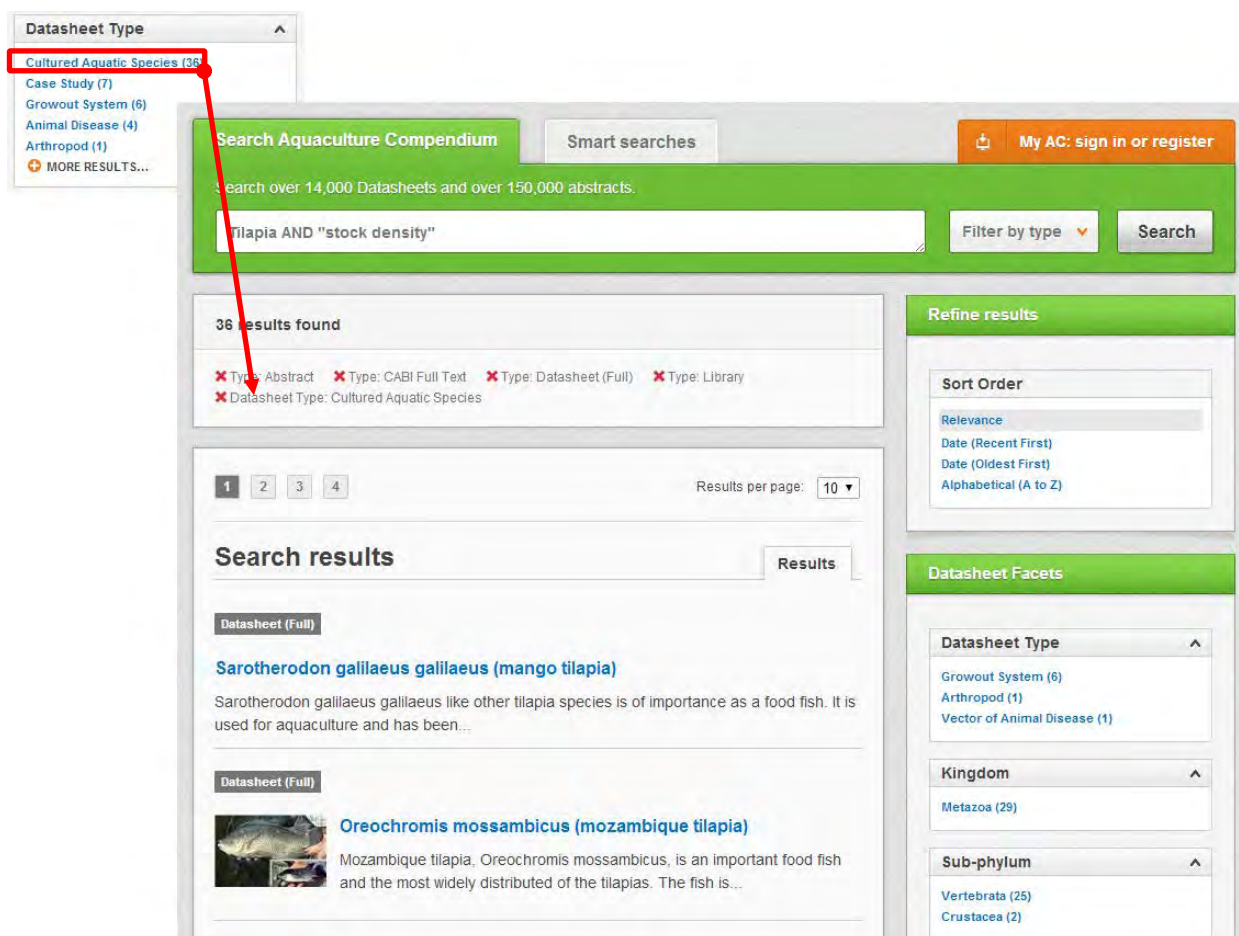 Datasheet Type
Cultured Aquatic Species (36)
Case Study (7)
Growout System (6)
Animal Disease (4)
Arthropod (1)
MORE RESULTS...
Search Aquaculture Compendium
Smart searches
My AC: sign in or register
Search over 14,000 Datasheets and over 150,000 abstracts.
Tilapia AND "stock density"
Filter by type
Search
36 results found
Type: Abstract Type: CABI Full Text Type: Datasheet (Full) Type: Library
Datasheet Type: Cultured Aquatic Species
1 2 3 4
Results per page: 10
Search results
Results
Datasheet (Full)
Sarotherodon galilaeus galilaeus (mango tilapia)
Sarotherodon galilaeus galilaeus like other tilapia species is of importance as a food fish. It is
used for aquaculture and has been...
Datasheet (Full)
Oreochromis mossambicus (mozambique tilapia)
Mozambique tilapia, Oreochromis mossambicus, is an important food fish
and the most widely distributed of the tilapias. The fish is...
Refine results
Sort Order
Relevance
Date (Recent First)
Date (Oldest First)
Alphabetical (A to Z)
Datasheet Facets
Datasheet Type
Growout System (6)
Arthropod (1)
Vector of Animal Disease (1)
Kingdom
Metazoa (29)
Sub-phylum
Vertebrata (25)
Crustacea (2)